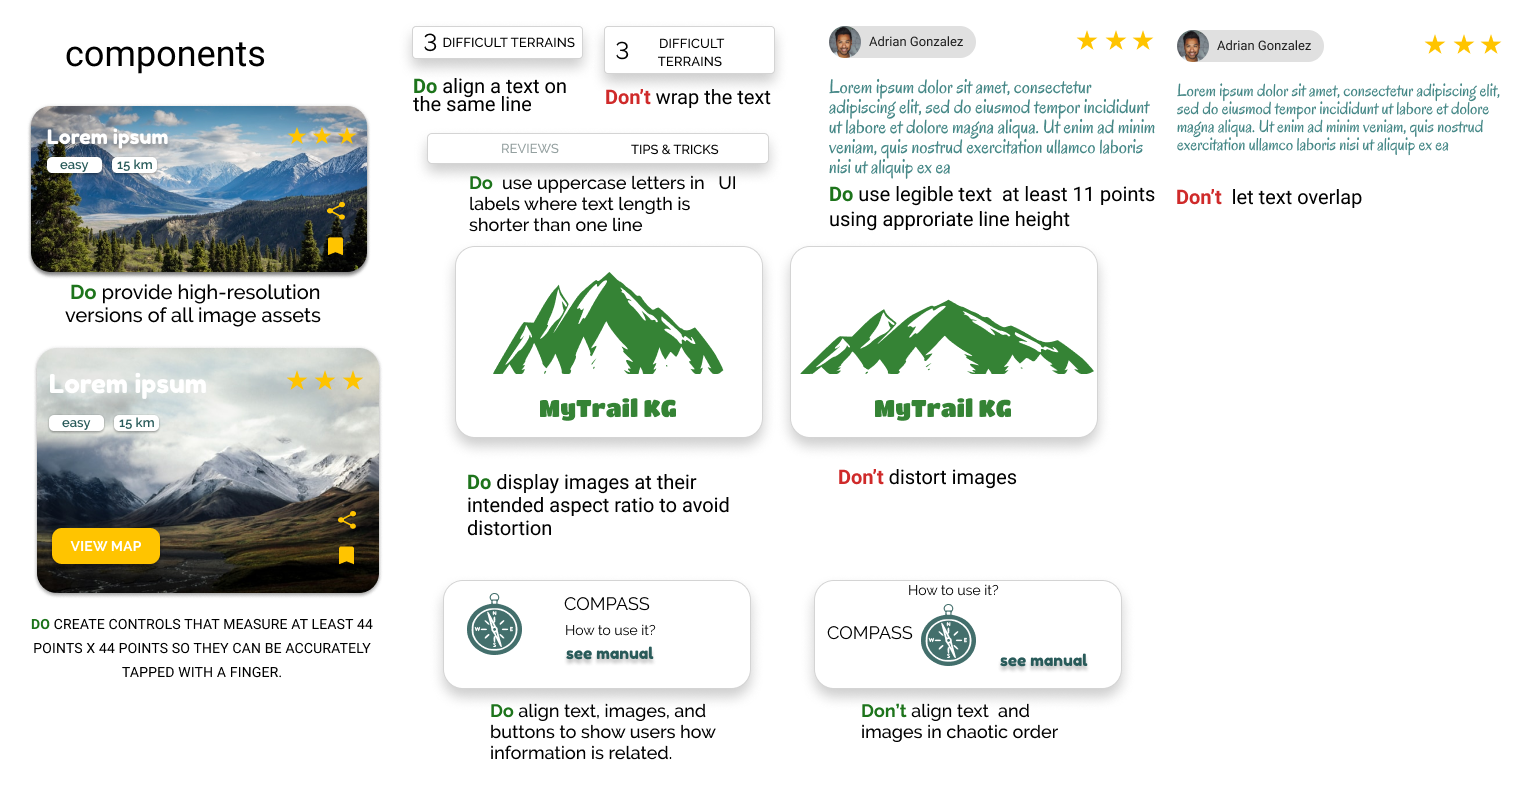 components
Lorem ipsum
easy
15 km
Do provide high-resolution
versions of all image assets
Lorem ipsum
easy
15 km
VIEW MAP
DO CREATE CONTROLS THAT MEASURE AT LEAST 44
POINTS X 44 POINTS SO THEY CAN BE ACCURATELY
TAPPED WITH A FINGER.
3 DIFFICULT TERRAINS
Do align a text on
the same line
3 DIFFICULT
TERRAINS
Don't wrap the text
REVIEWS
TIPS & TRICKS
Do use uppercase letters in UI
labels where text length is
shorter than one line
Adrian Gonzalez
Lorem ipsum dolor sit amet, consectetur
adipiscing elit, sed do eiusmod tempor incididunt
ut labore et dolore magna aliqua. Ut enim ad minim
veniam, quis nostrud exercitation ullamco laboris
nisi ut aliquip ex ea
Do use legible text at least 11 points
using approriate line height
Adrian Gonzalez
Lorem ipsum dolor sit amet, consectetur adipiscing elit,
sed do eiusmod tempor incididunt ut labore et dolore
magna aliqua. Ut enim ad minim veniam, quis nostrud
exercitation ullamco laboris nisi ut aliquip ex ea
Don't let text overlap
MyTrail KG
Do display images at their
intended aspect ratio to avoid
distortion
MyTrail KG
Don't distort images
N
E
S
W
COMPASS
How to use it?
see manual
Do align text, images, and
buttons to show users how
information is related.
How to use it?
COMPASS
N
E
S
W
see manual
Don't align text and
images in chaotic order